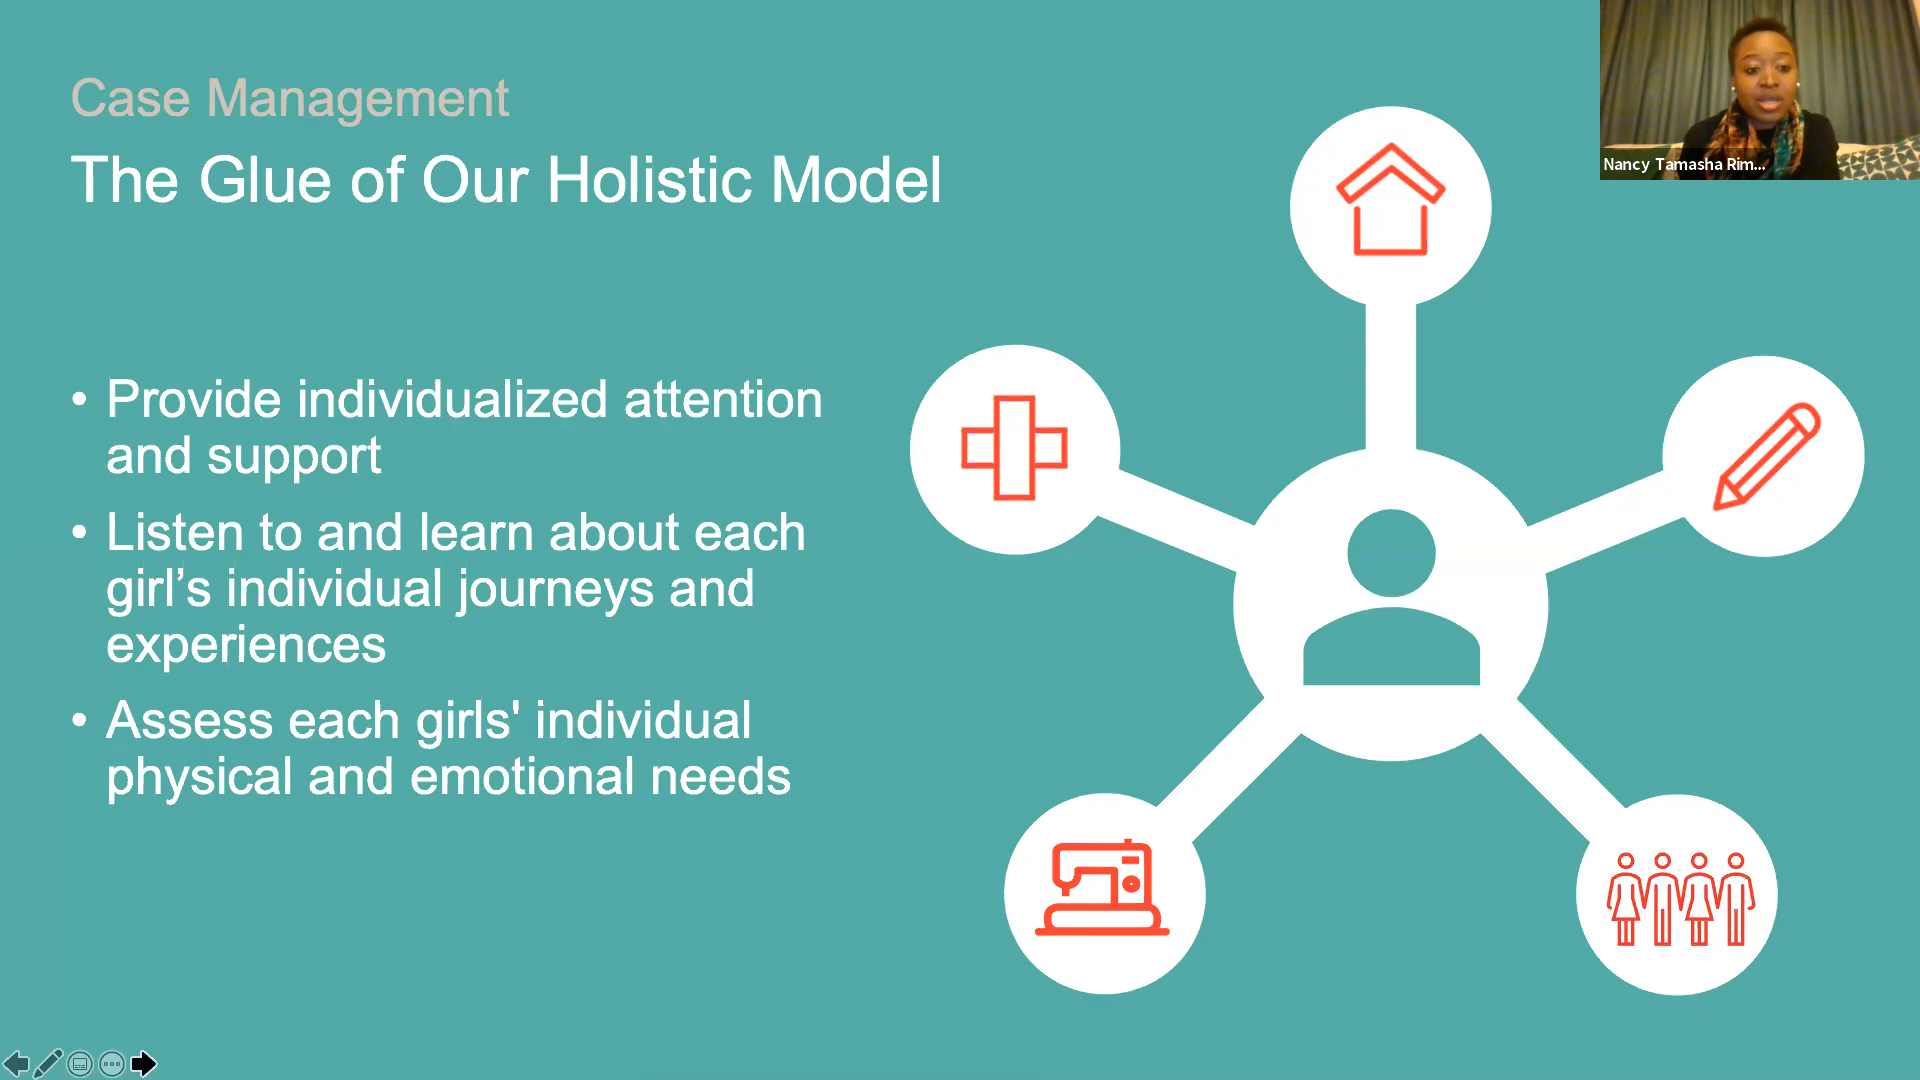 Case Management
The Glue of Our Holistic Model
• Provide individualized attention
and support
• Listen to and learn about each
girl’s individual journeys and
experiences
• Assess each girls' individual
physical and emotional needs
Nancy Tamasha Rim...